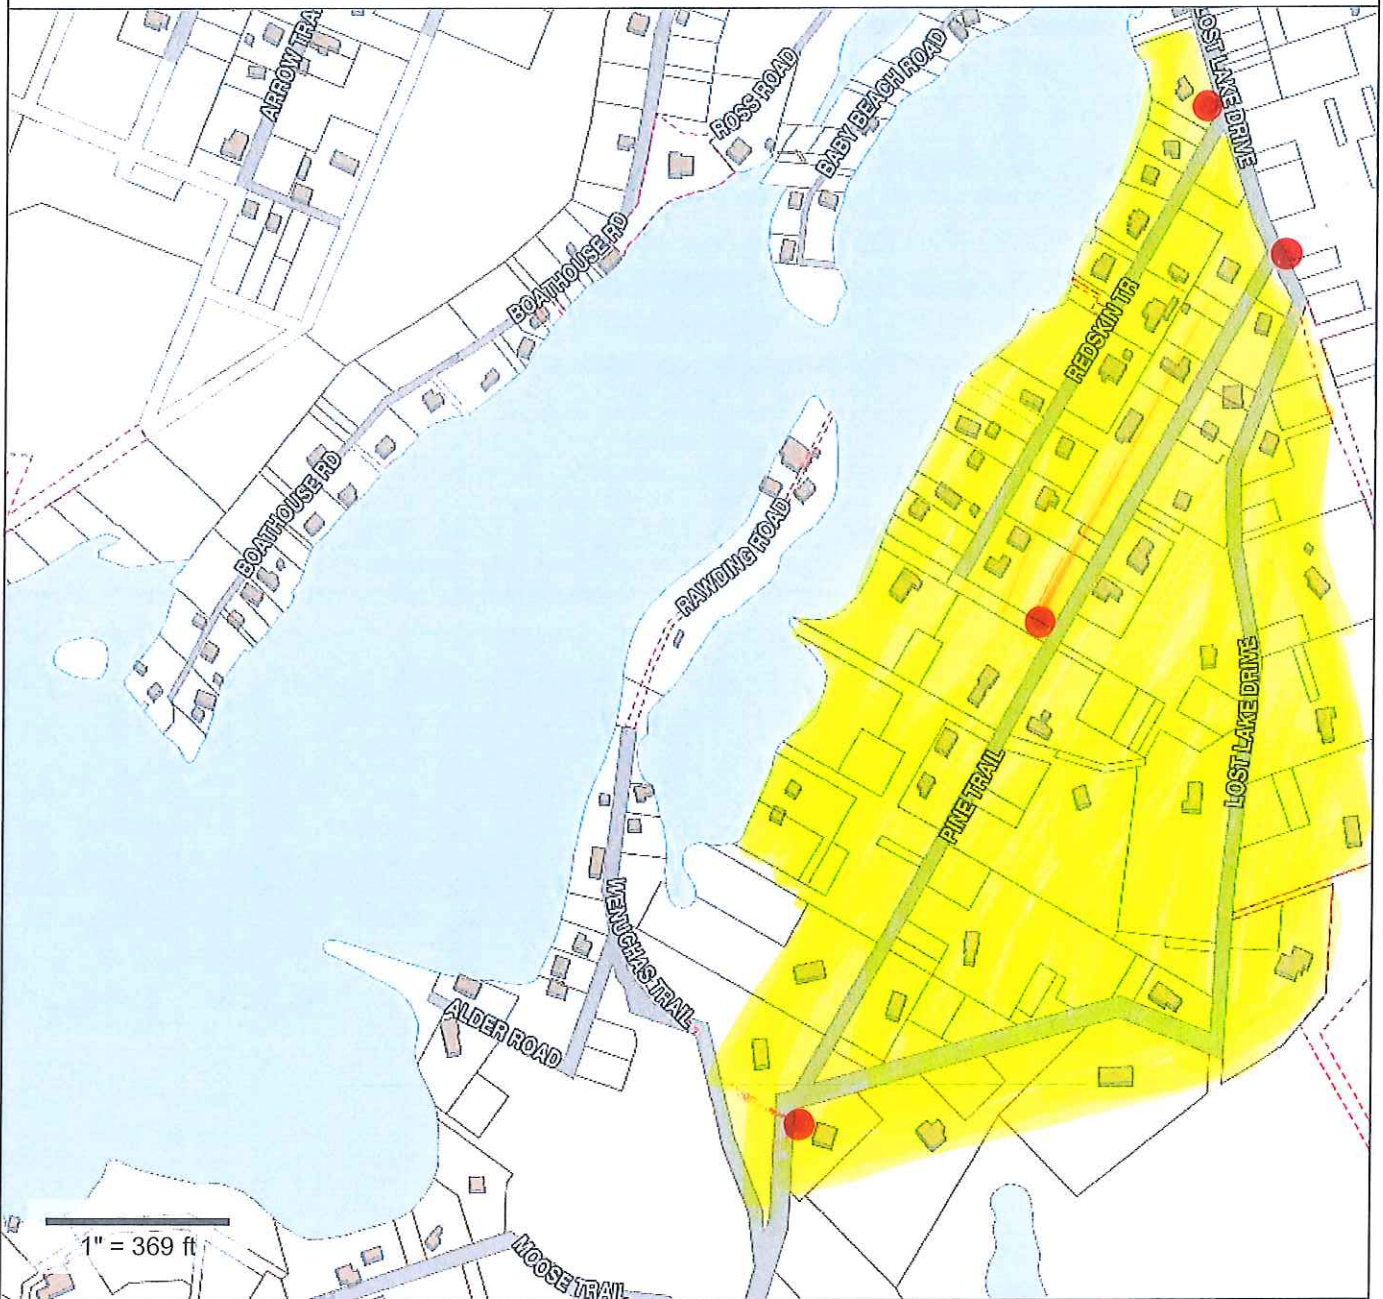 ARROW TRA
ROSS ROAD
BABY BEACH ROAD
LOST LAKE DRIVE
BOATHOUSE RD
REDSKIN TR
BOATHOUSE RD
RAWDING ROAD
LOST LAKE DRIVE
PINE TRAIL
WENUCHAS TRAIL
ALDER ROAD
1" = 369 ft
MOOSE TRAIL